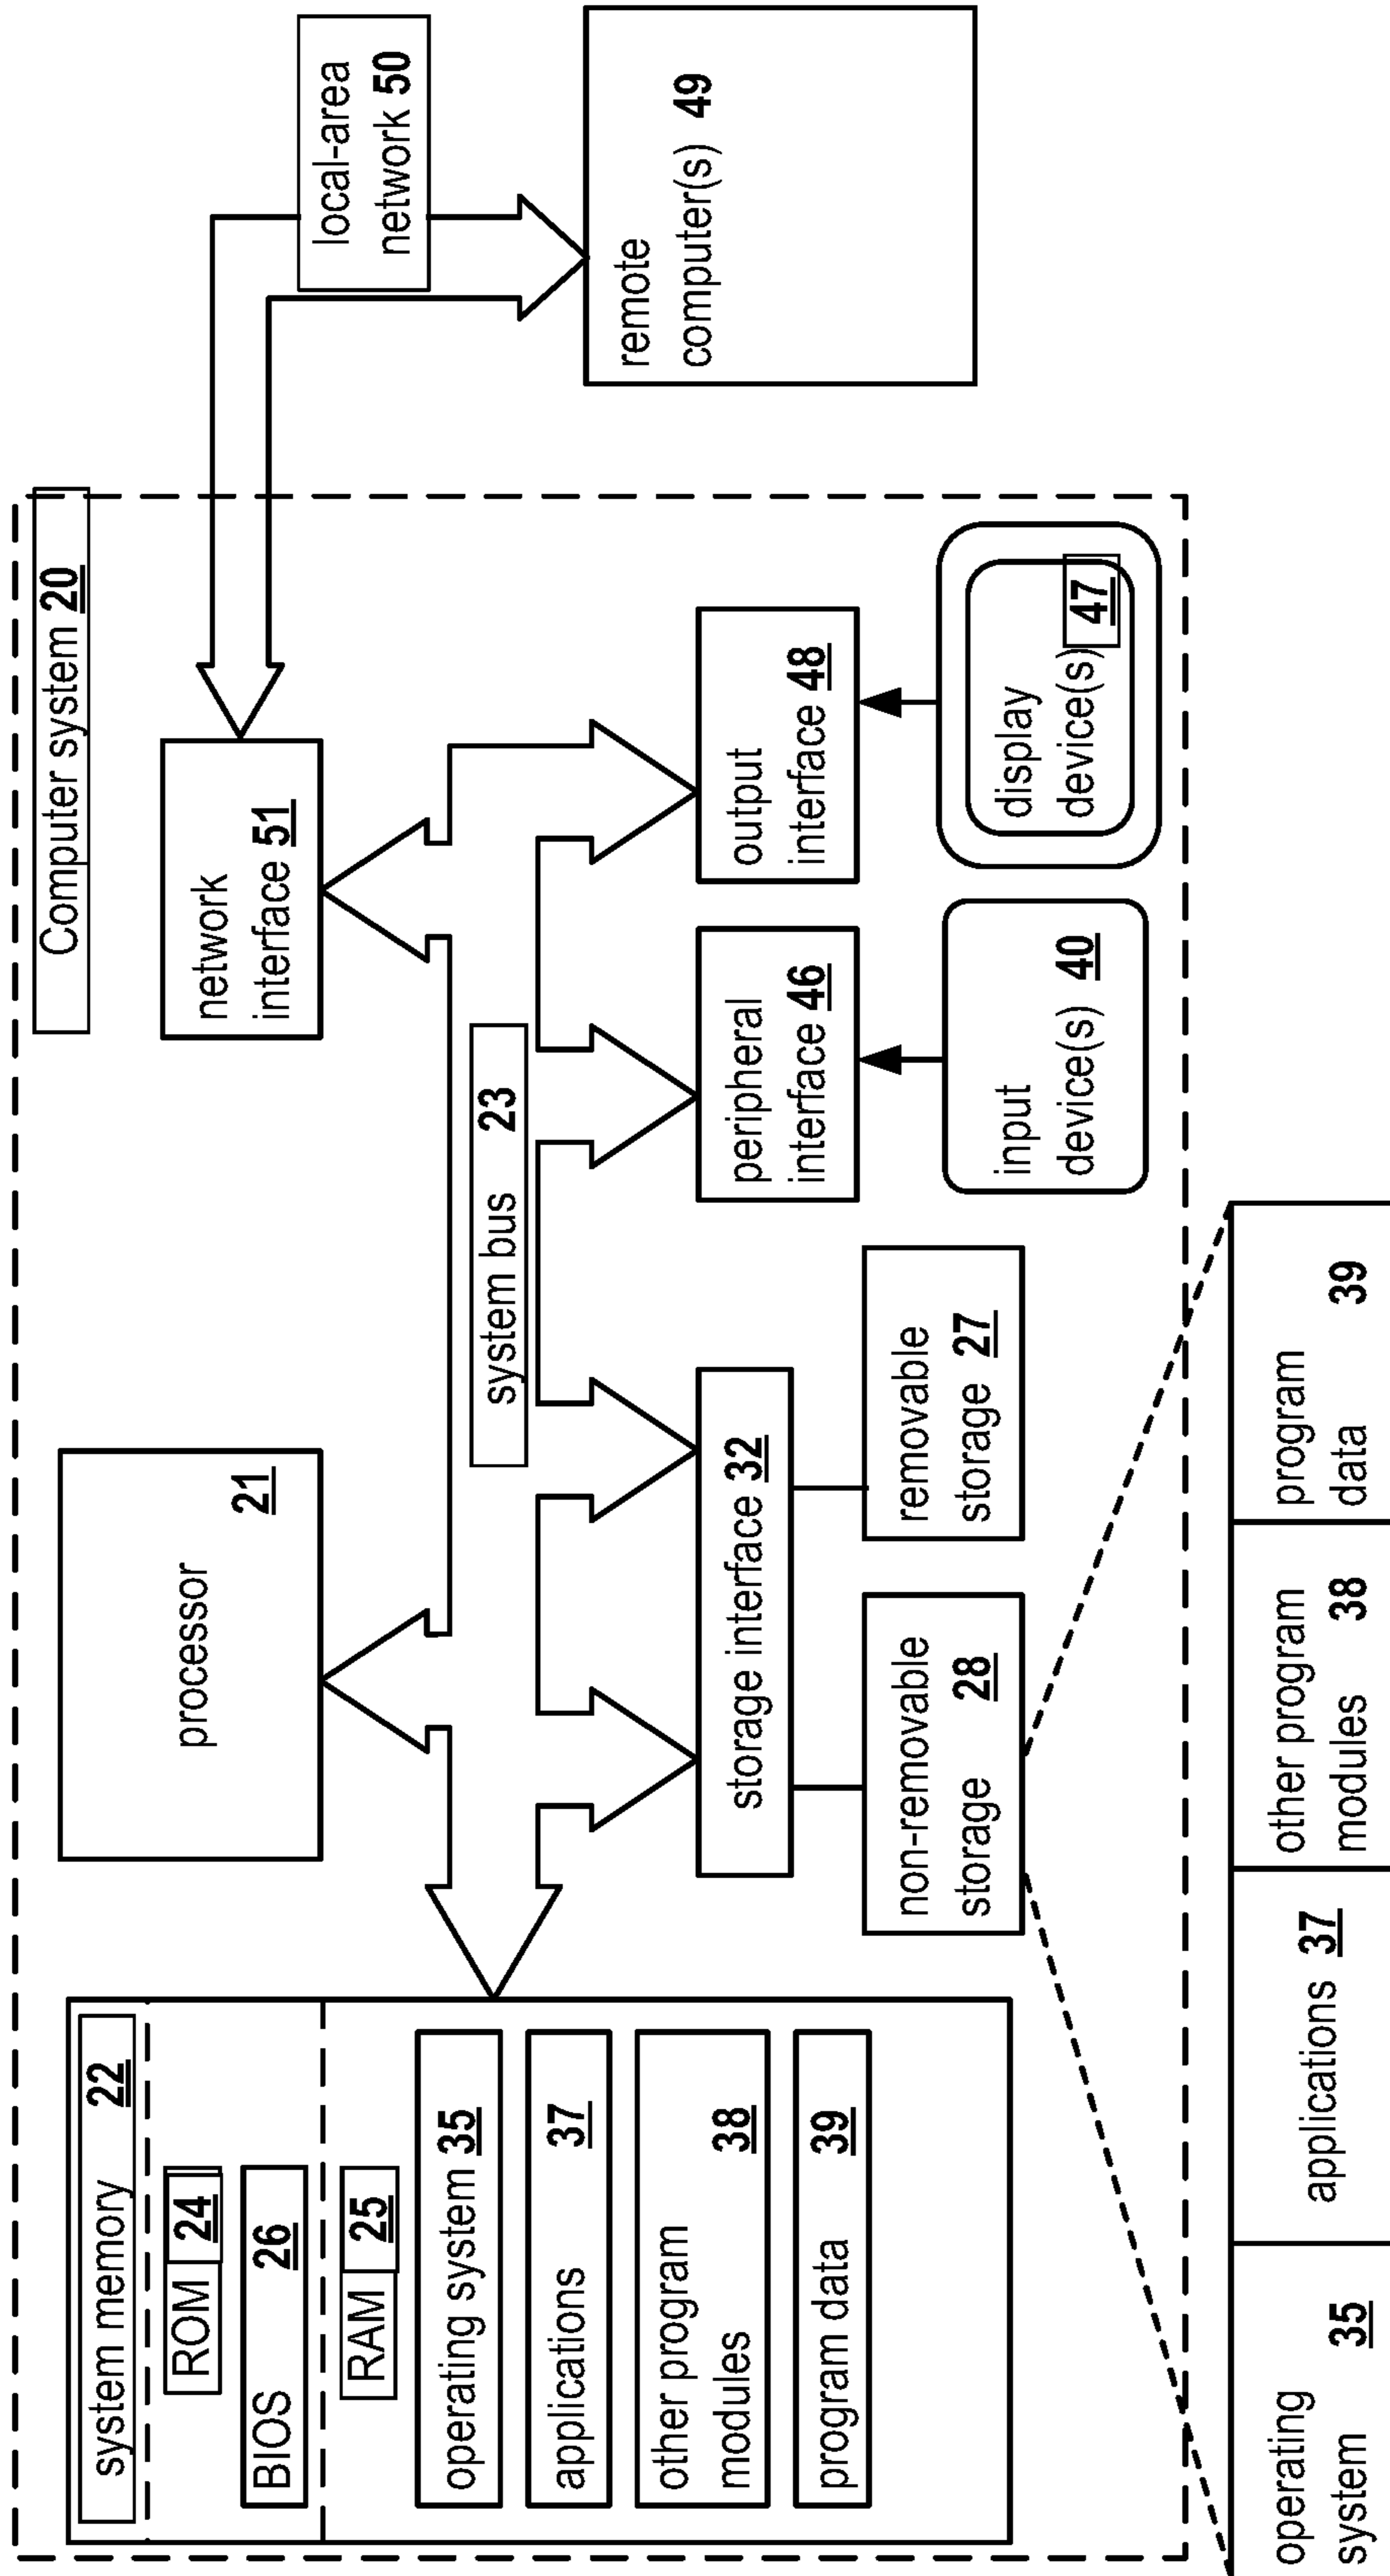 Computer system 20
system memory 22
ROM 24
BIOS 26
RAM 25
operating system 35
applications 37
other program
modules 38
program data 39
processor 21
network
interface 51
local-area
network 50
system bus 23
storage interface 32
peripheral
interface 46
output
interface 48
remote
computer(s) 49
non-removable
storage 28
removable
storage 27
input
device(s) 40
display
device(s) 47
operating
system 35
applications 37
other program
modules 38
program
data 39